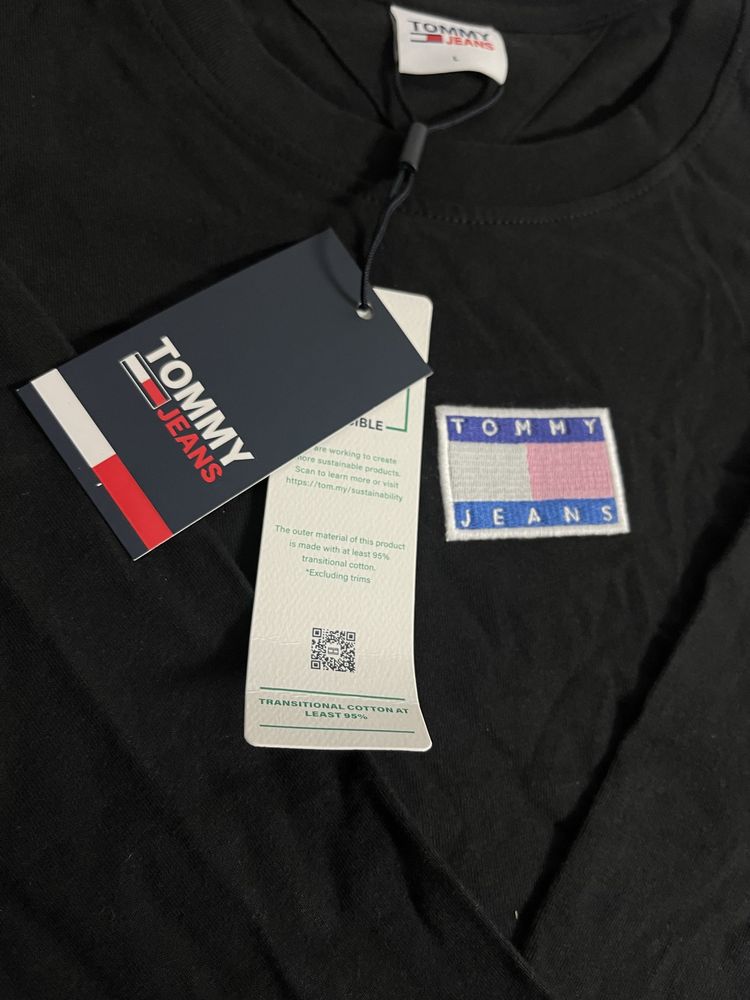 TOMMY
JEANS
L
TOMMY
JEANS
are working to create
more sustainable products.
Scan to learn more or visit
https://tom.my/sustainability
The outer material of this product
is made with at least 95%
transitional cotton.
*Excluding trims
TRANSITIONAL COTTON AT
LEAST 95%
TOMMY
JEANS